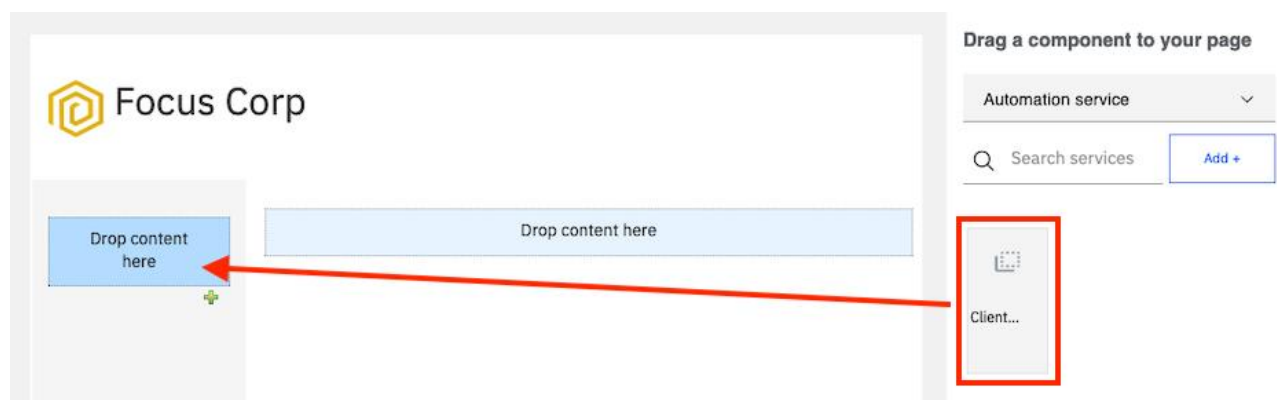 Drag a component to your page
Focus Corp
Automation service
Search services
Add +
Drop content
here
Drop content here
Client...